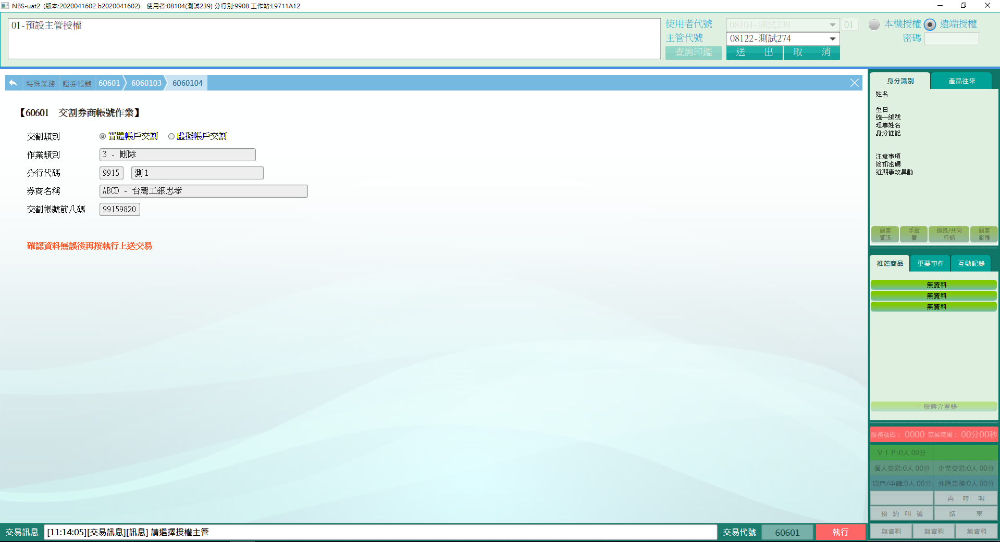 NBS-uat2 (版本:2020041602.b2020041602) 使用者:08104(測試239) 分行別:9908 工作站:L9711A12
01-預設主管授權
使用者代號 08104-測試239 01 本機授權 遠端授權
主管代號 08122-測試274 密碼
查詢印鑑 送 出 取 消
特殊業務 證券帳號 60601 6060103 6060104
【60601 交割券商帳號作業】
交割類別 實體帳戶交割 虛擬帳戶交割
作業類別 3 - 刪除
分行代碼 9915 測1
券商名稱 ABCD - 台灣工銀忠孝
交割帳號前八碼 99159820
確認資料無誤後再按執行上送交易
身分識別 產品往來
姓名
生日
統一編號
理專姓名
身分註記
注意事項
簡訊密碼
近期事故異動
顧客資訊 手續費 通路/共同行銷 顧客影像
推薦商品 重要事件 互動記錄
無資料
無資料
無資料
一般轉介登錄
服務號碼: 0000 等候時間: 00分00秒
VIP:0人 00分
個人交易:0人 00分 企業交易:0人 00分
開戶/申請:0人 00分 外匯業務:0人 00分
再 呼 叫
預 約 叫 號 結 束
無資料 無資料 無資料
交易訊息 [11:14:05][交易訊息][訊息] 請選擇授權主管 交易代號 60601 執行